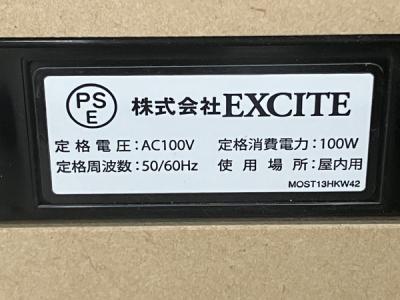 PSE 株式会社EXCITE
定格電圧:AC100V 定格消費電力:100W
定格周波数:50/60Hz 使用場所:屋内用
MOST13HKW42